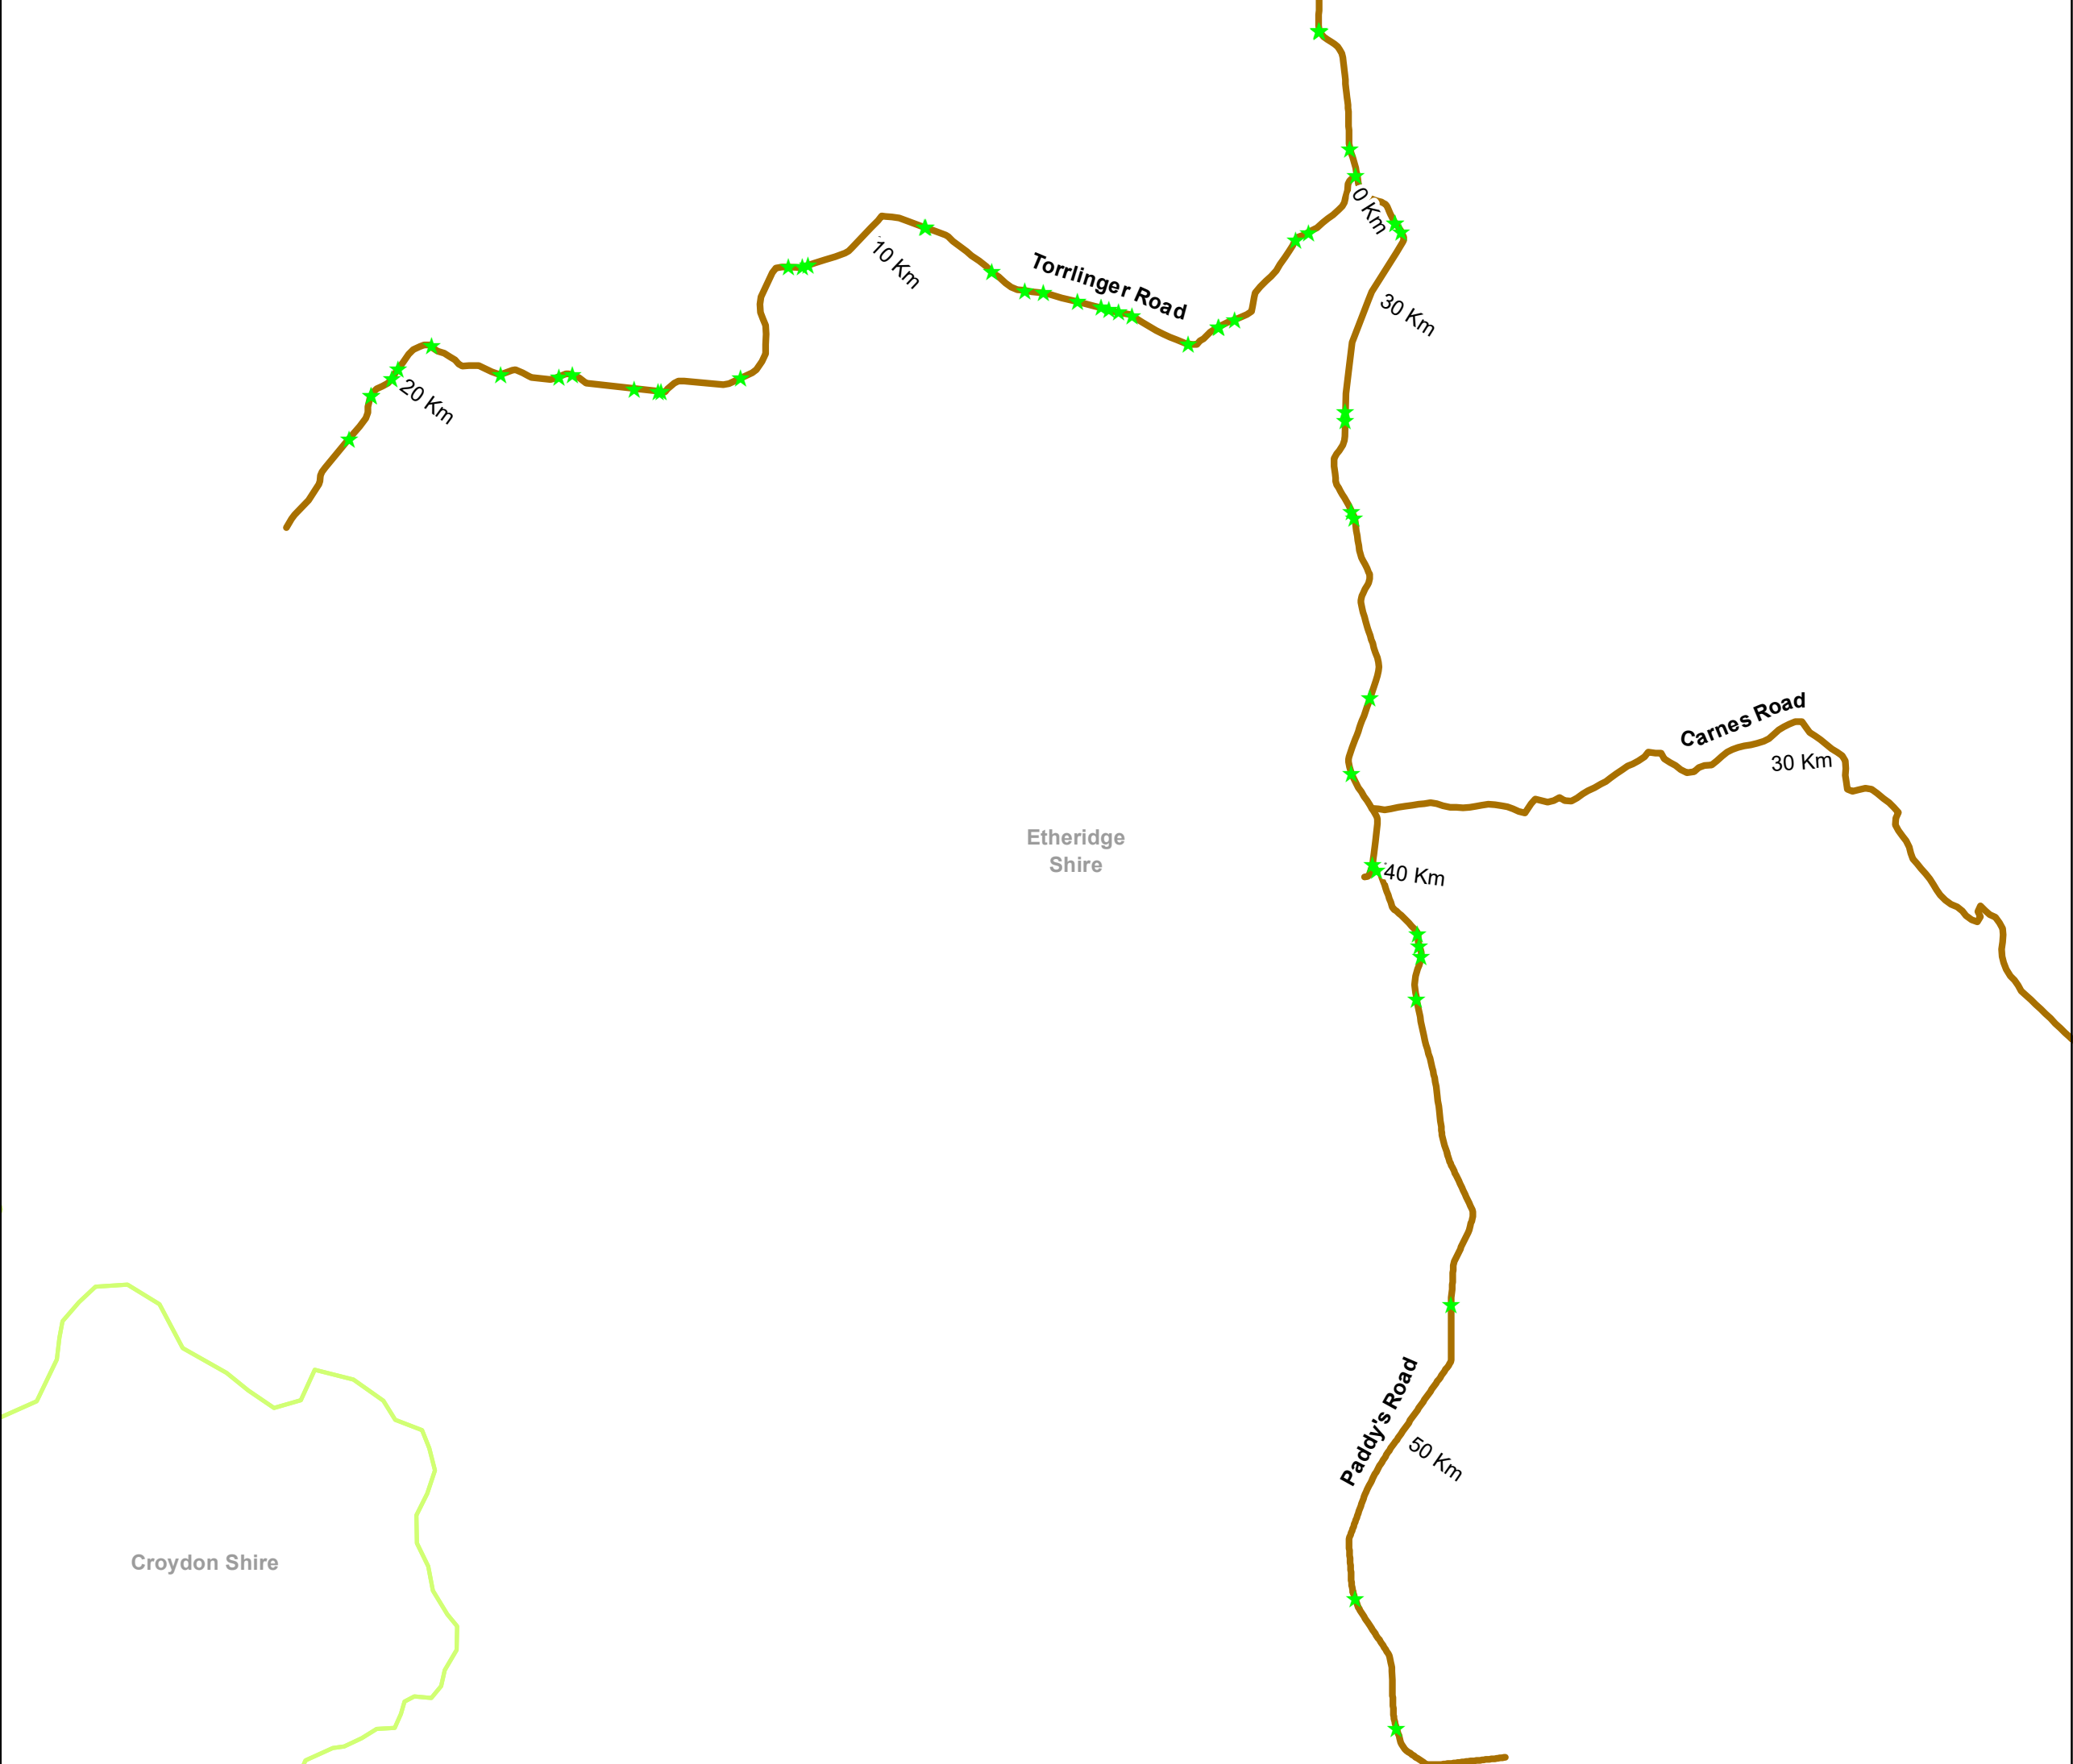 0 Km
10 Km
Torrlinger Road
30 Km
20 Km
Carnes Road
30 Km
Etheridge
Shire
40 Km
Paddy's Road
50 Km
Croydon Shire